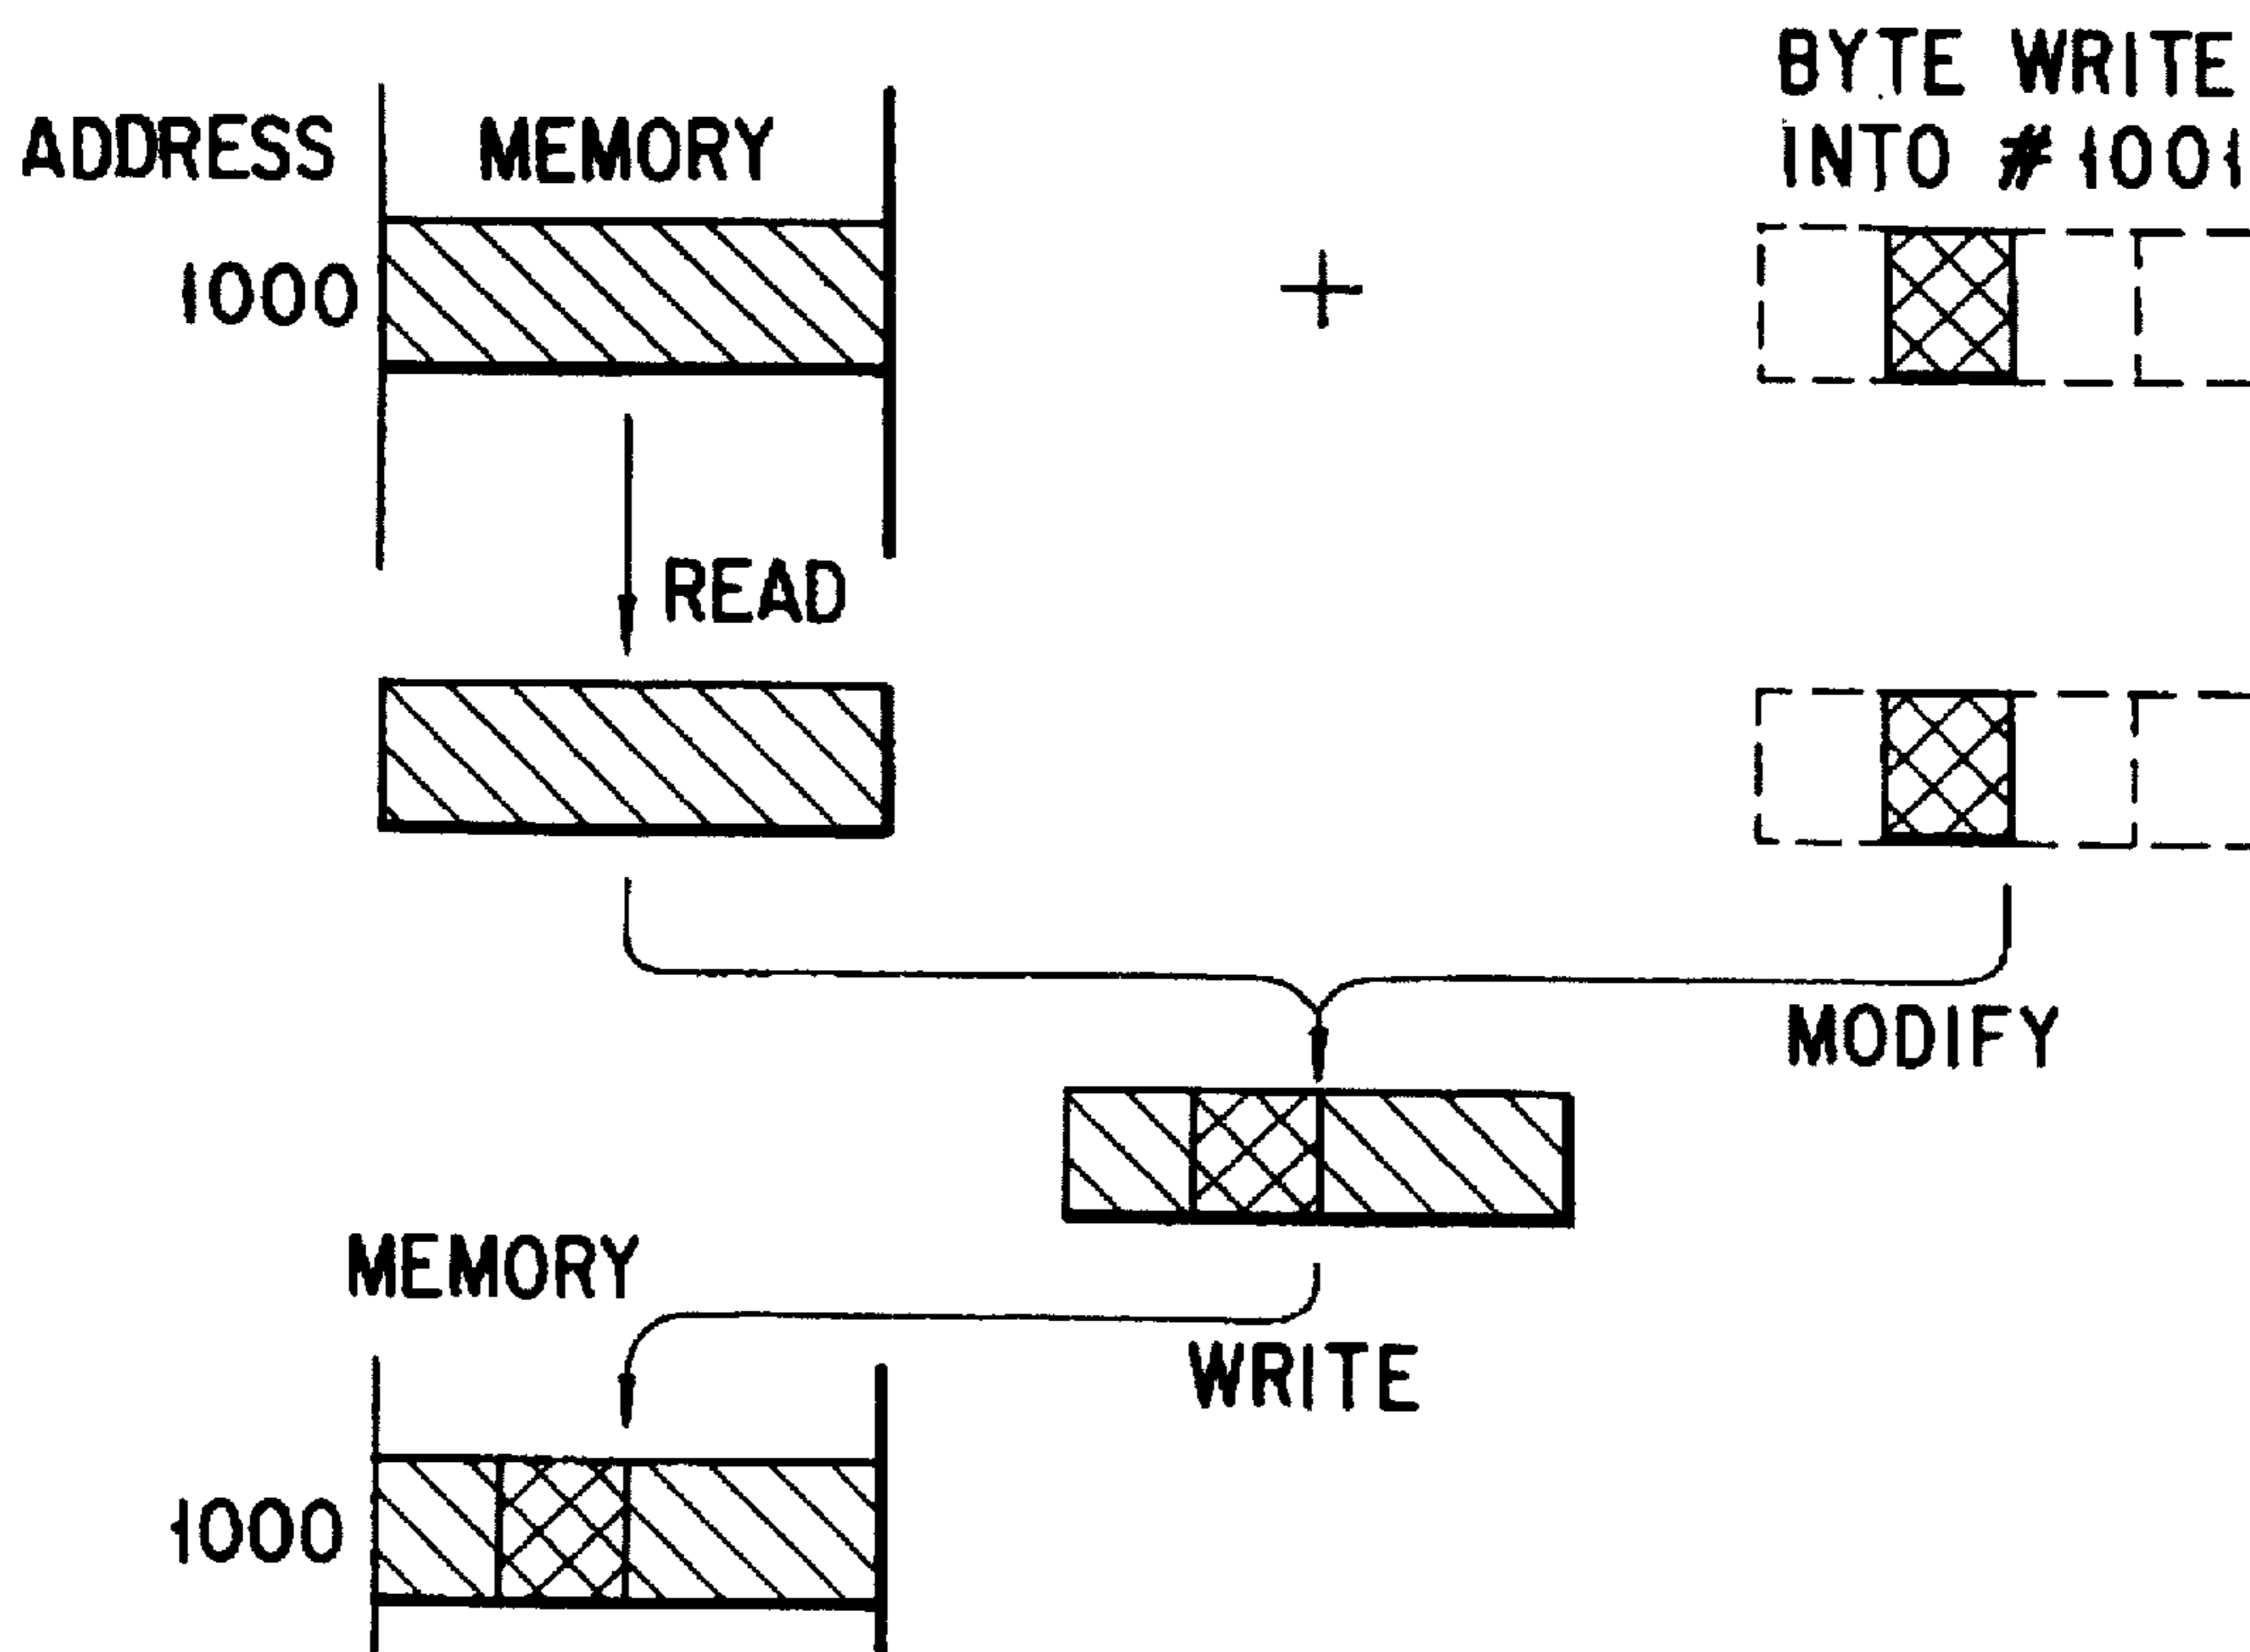 ADDRESS
MEMORY
BYTE WRITE
INTO #1001
1000
READ
MODIFY
MEMORY
WRITE
1000